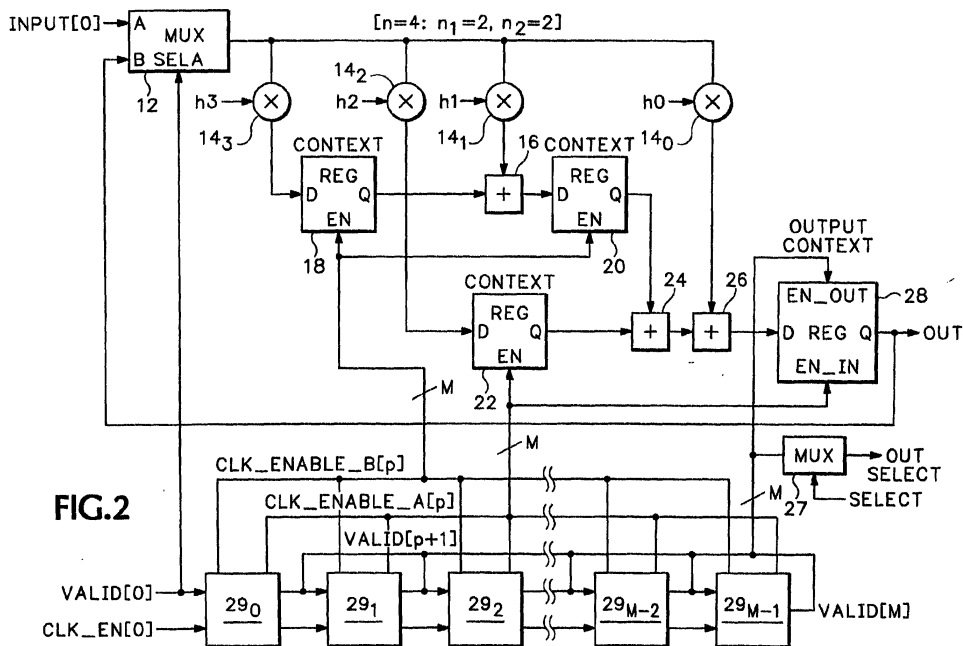 [n=4: n₁=2, n₂=2]
INPUT[0]
A
MUX
B SELA
12
14₂
h3
h2
h1
h0
14₃
14₁
14₀
CONTEXT
16
CONTEXT
REG
D Q
EN
18
REG
D Q
EN
20
OUTPUT
CONTEXT
CONTEXT
24
26
EN_OUT
28
REG
D Q
EN
22
D REG Q
OUT
EN_IN
M
M
MUX
OUT
SELECT
27
SELECT
M
CLK_ENABLE_B[p]
FIG.2
CLK_ENABLE_A[p]
VALID[p+1]
VALID[0]
29₀
29₁
29₂
29M-2
29M-1
VALID[M]
CLK_EN[0]